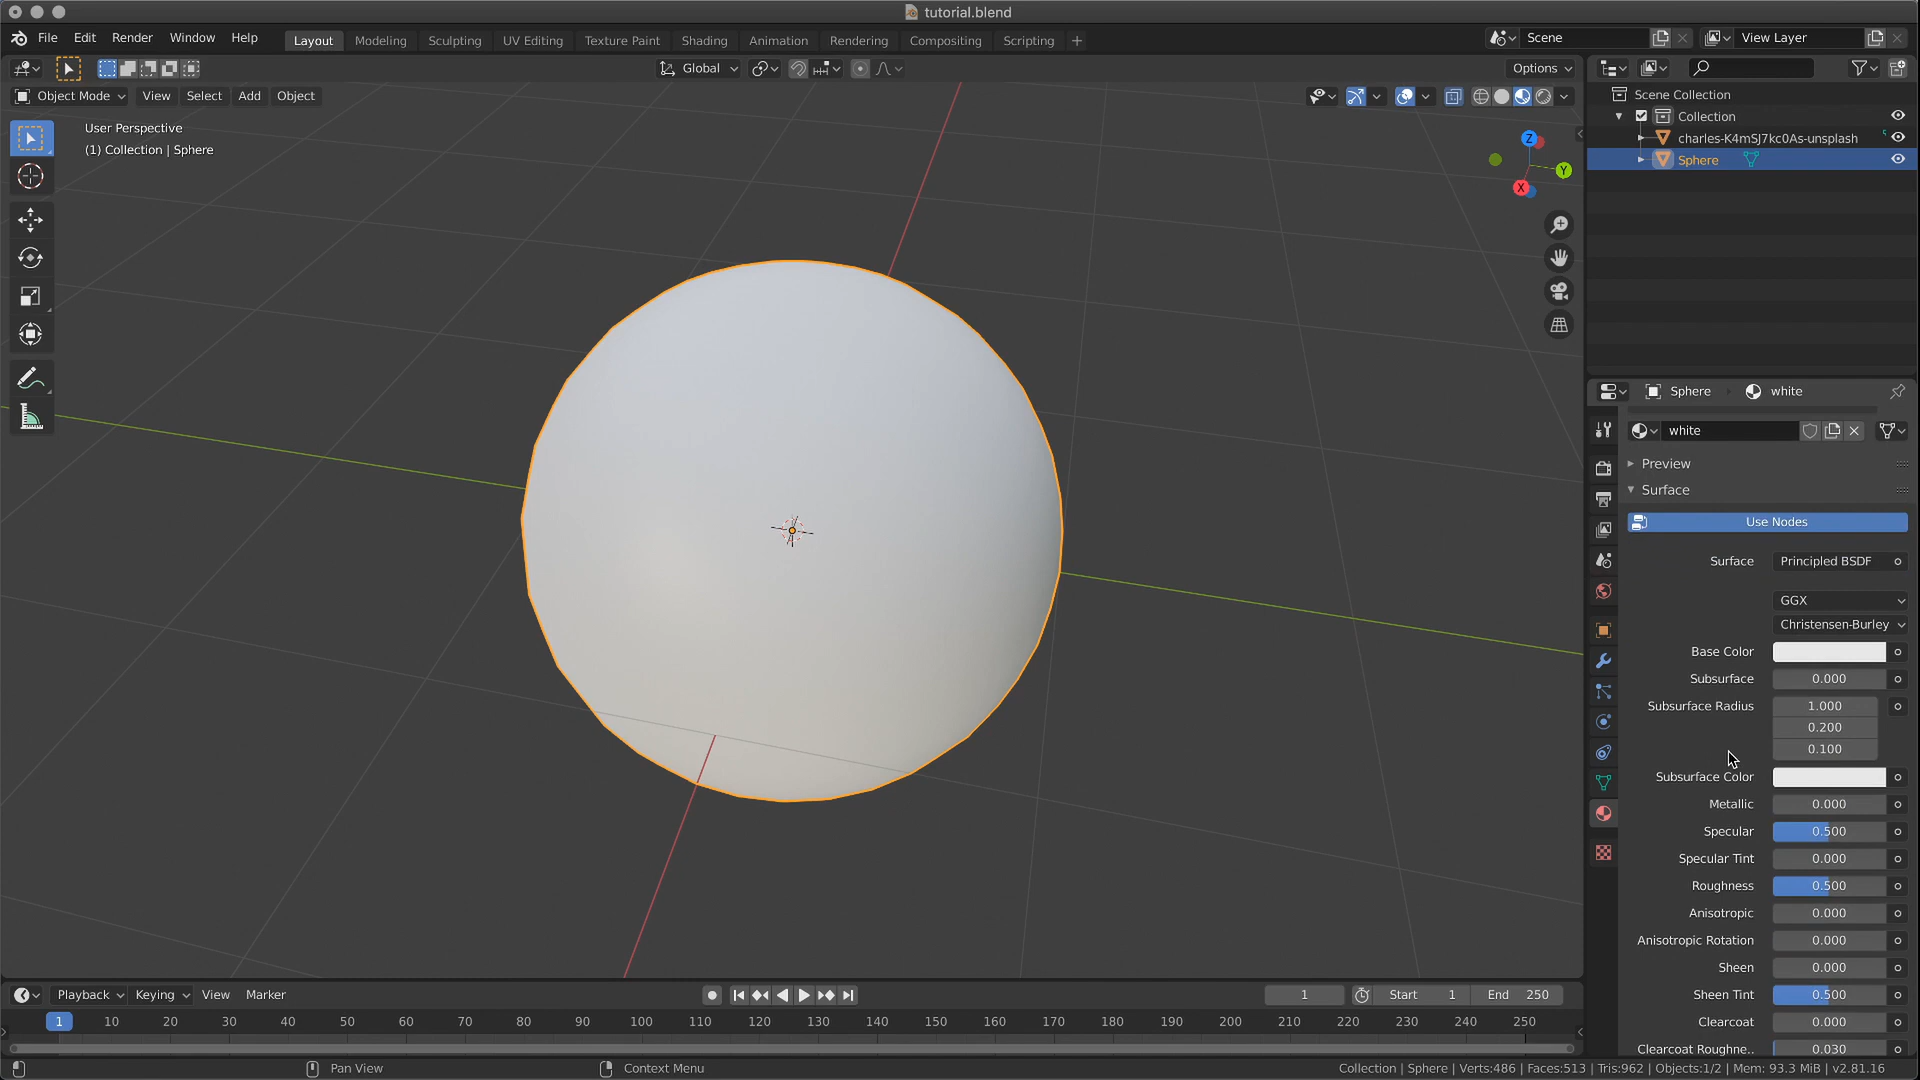 tutorial.blend
File Edit Render Window Help Layout Modeling Sculpting UV Editing Texture Paint Shading Animation Rendering Compositing Scripting + Scene View Layer
Global Options
Object Mode View Select Add Object
User Perspective
(1) Collection | Sphere
Z
Y
X
Scene Collection
Collection
charles-K4mSJ7kc0As-unsplash
Sphere
Sphere white
white
Preview
Surface
Use Nodes
Surface Principled BSDF
GGX
Christensen-Burley
Base Color
Subsurface 0.000
Subsurface Radius 1.000
0.200
0.100
Subsurface Color
Metallic 0.000
Specular 0.500
Specular Tint 0.000
Roughness 0.500
Anisotropic 0.000
Anisotropic Rotation 0.000
Sheen 0.000
Sheen Tint 0.500
Clearcoat 0.000
Clearcoat Roughne.. 0.030
Playback Keying View Marker 1 Start 1 End 250
1 10 20 30 40 50 60 70 80 90 100 110 120 130 140 150 160 170 180 190 200 210 220 230 240 250
Pan View Context Menu Collection | Sphere | Verts:486 | Faces:513 | Tris:962 | Objects:1/2 | Mem: 93.3 MiB | v2.81.16